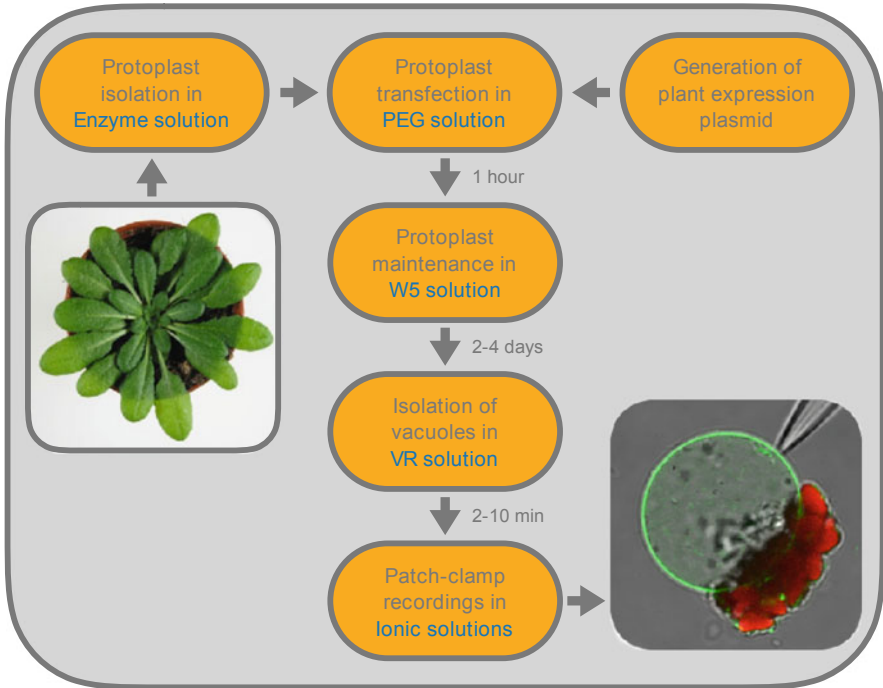 Protoplast
isolation in
Enzyme solution
Protoplast
transfection in
PEG solution
Generation of
plant expression
plasmid
1 hour
Protoplast
maintenance in
W5 solution
2-4 days
Isolation of
vacuoles in
VR solution
2-10 min
Patch-clamp
recordings in
Ionic solutions